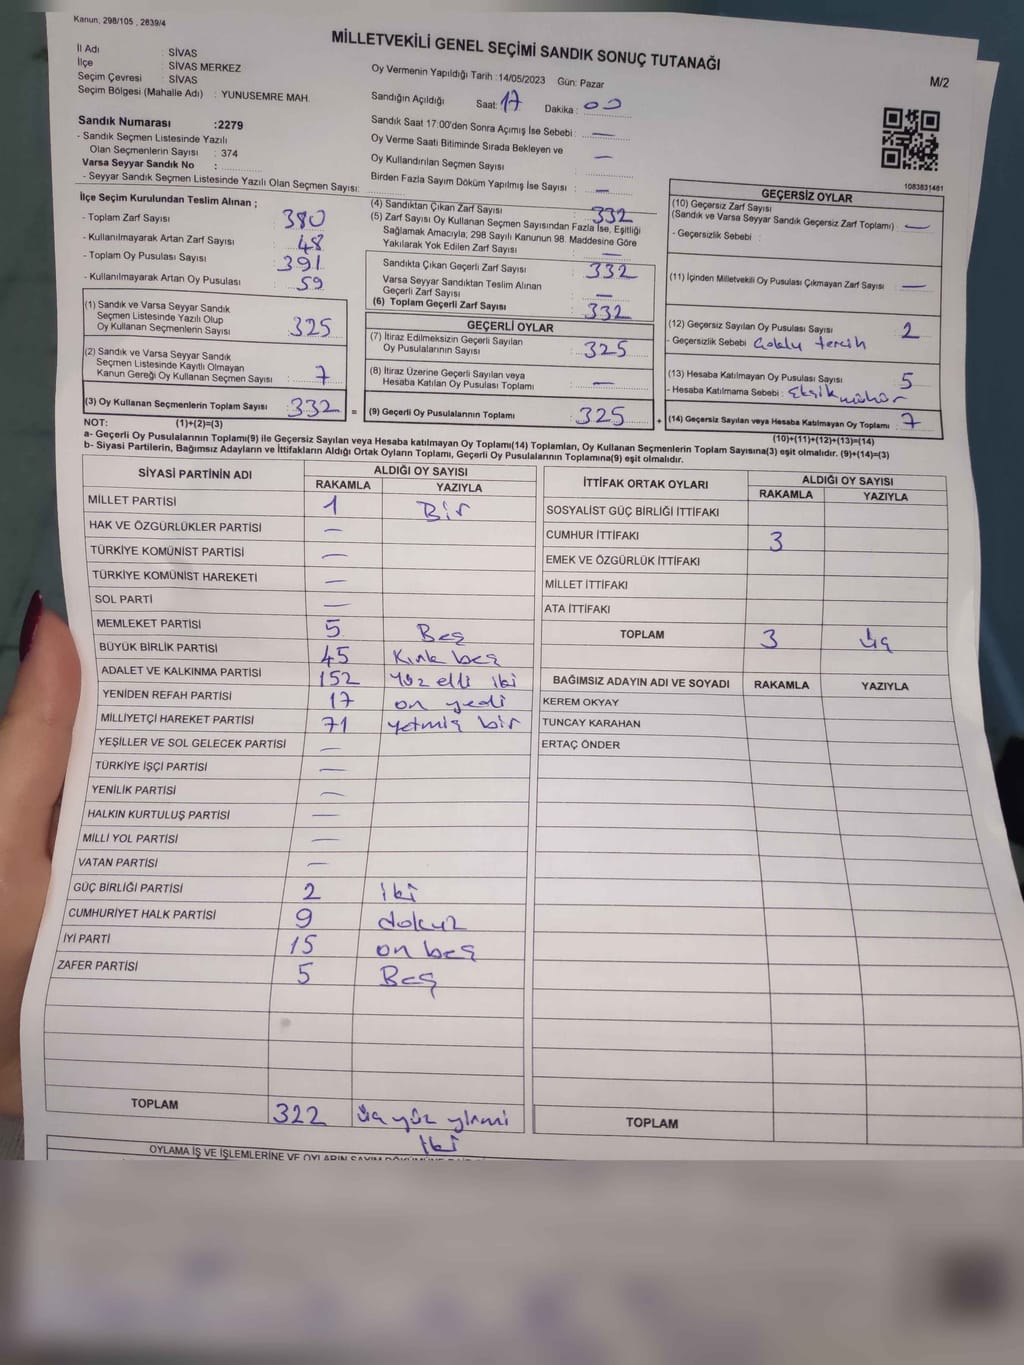 Kanun; 298/105 , 2839/4
MİLLETVEKİLİ GENEL SEÇİMİ SANDIK SONUÇ TUTANAĞI
M/2
İl Adı : SİVAS
İlçe : SİVAS MERKEZ
Seçim Çevresi : SİVAS
Seçim Bölgesi (Mahalle Adı) : YUNUSEMRE MAH.
Sandık Numarası :2279
- Sandık Seçmen Listesinde Yazılı
Olan Seçmenlerin Sayısı : 374
Varsa Seyyar Sandık No :
- Seyyar Sandık Seçmen Listesinde Yazılı Olan Seçmen Sayısı:
Oy Vermenin Yapıldığı Tarih :14/05/2023 Gün: Pazar
Sandığın Açıldığı Saat: 17 Dakika : 00
Sandık Saat 17:00'den Sonra Açımış İse Sebebi : —
Oy Verme Saati Bitiminde Sırada Bekleyen ve
Oy Kullandırılan Seçmen Sayısı —
Birden Fazla Sayım Döküm Yapılmış İse Sayısı : —
1083831481
İlçe Seçim Kurulundan Teslim Alınan ;
- Toplam Zarf Sayısı : 380
- Kullanılmayarak Artan Zarf Sayısı : 48
- Toplam Oy Pusulası Sayısı : 391
- Kullanılmayarak Artan Oy Pusulası : 59
(1) Sandık ve Varsa Seyyar Sandık
Seçmen Listesinde Yazılı Olup
Oy Kullanan Seçmenlerin Sayısı : 325
(2) Sandık ve Varsa Seyyar Sandık
Seçmen Listesinde Kayıtlı Olmayan
Kanun Gereği Oy Kullanan Seçmen Sayısı : 7
(3) Oy Kullanan Seçmenlerin Toplam Sayısı : 332
(4) Sandıktan Çıkan Zarf Sayısı : 332
(5) Zarf Sayısı Oy Kullanan Seçmen Sayısından Fazla İse, Eşitliği
Sağlamak Amacıyla; 298 Sayılı Kanunun 98. Maddesine Göre
Yakılarak Yok Edilen Zarf Sayısı : —
Sandıkta Çıkan Geçerli Zarf Sayısı : 332
Varsa Seyyar Sandıktan Teslim Alınan
Geçerli Zarf Sayısı : —
(6) Toplam Geçerli Zarf Sayısı : 332
GEÇERLİ OYLAR
(7) İtiraz Edilmeksizin Geçerli Sayılan
Oy Pusulalarının Sayısı : 325
(8) İtiraz Üzerine Geçerli Sayılan veya
Hesaba Katılan Oy Pusulası Toplamı : —
= (9) Geçerli Oy Pusulalarının Toplamı : 325 +
GEÇERSİZ OYLAR
(10) Geçersiz Zarf Sayısı
(Sandık ve Varsa Seyyar Sandık Geçersiz Zarf Toplamı) : —
- Geçersizlik Sebebi :
(11) İçinden Milletvekili Oy Pusulası Çıkmayan Zarf Sayısı : —
(12) Geçersiz Sayılan Oy Pusulası Sayısı : 2
- Geçersizlik Sebebi : Çoklu tercih
(13) Hesaba Katılmayan Oy Pusulası Sayısı : 5
- Hesaba Katılmama Sebebi : Eksik mühür
(14) Geçersiz Sayılan veya Hesaba Katılmayan Oy Toplamı : 7
NOT: (1)+(2)=(3)
(10)+(11)+(12)+(13)=(14)
a- Geçerli Oy Pusulalarının Toplamı(9) ile Geçersiz Sayılan veya Hesaba katılmayan Oy Toplamı(14) Toplamları, Oy Kullanan Seçmenlerin Toplam Sayısına(3) eşit olmalıdır. (9)+(14)=(3)
b- Siyasi Partilerin, Bağımsız Adayların ve İttifakların Aldığı Ortak Oyların Toplamı, Geçerli Oy Pusulalarının Toplamına(9) eşit olmalıdır.
SİYASİ PARTİNİN ADI ALDIĞI OY SAYISI
RAKAMLA YAZIYLA
MİLLET PARTİSİ 1 Bir
HAK VE ÖZGÜRLÜKLER PARTİSİ —
TÜRKİYE KOMÜNİST PARTİSİ —
TÜRKİYE KOMÜNİST HAREKETİ —
SOL PARTİ —
MEMLEKET PARTİSİ 5 Beş
BÜYÜK BİRLİK PARTİSİ 45 Kırk beş
ADALET VE KALKINMA PARTİSİ 152 Yüz elli iki
YENİDEN REFAH PARTİSİ 17 on yedi
MİLLİYETÇİ HAREKET PARTİSİ 71 yetmiş bir
YEŞİLLER VE SOL GELECEK PARTİSİ —
TÜRKİYE İŞÇİ PARTİSİ —
YENİLİK PARTİSİ —
HALKIN KURTULUŞ PARTİSİ —
MİLLİ YOL PARTİSİ —
VATAN PARTİSİ —
GÜÇ BİRLİĞİ PARTİSİ 2 iki
CUMHURİYET HALK PARTİSİ 9 dokuz
İYİ PARTİ 15 on beş
ZAFER PARTİSİ 5 Beş
TOPLAM 322 üç yüz yirmi
iki
İTTİFAK ORTAK OYLARI ALDIĞI OY SAYISI
RAKAMLA YAZIYLA
SOSYALİST GÜÇ BİRLİĞİ İTTİFAKI
CUMHUR İTTİFAKI 3
EMEK VE ÖZGÜRLÜK İTTİFAKI
MİLLET İTTİFAKI
ATA İTTİFAKI
TOPLAM 3 üç
BAĞIMSIZ ADAYIN ADI VE SOYADI RAKAMLA YAZIYLA
KEREM OKYAY
TUNCAY KARAHAN
ERTAÇ ÖNDER
TOPLAM
OYLAMA İŞ VE İŞLEMLERİNE VE OYLARIN SAYIM